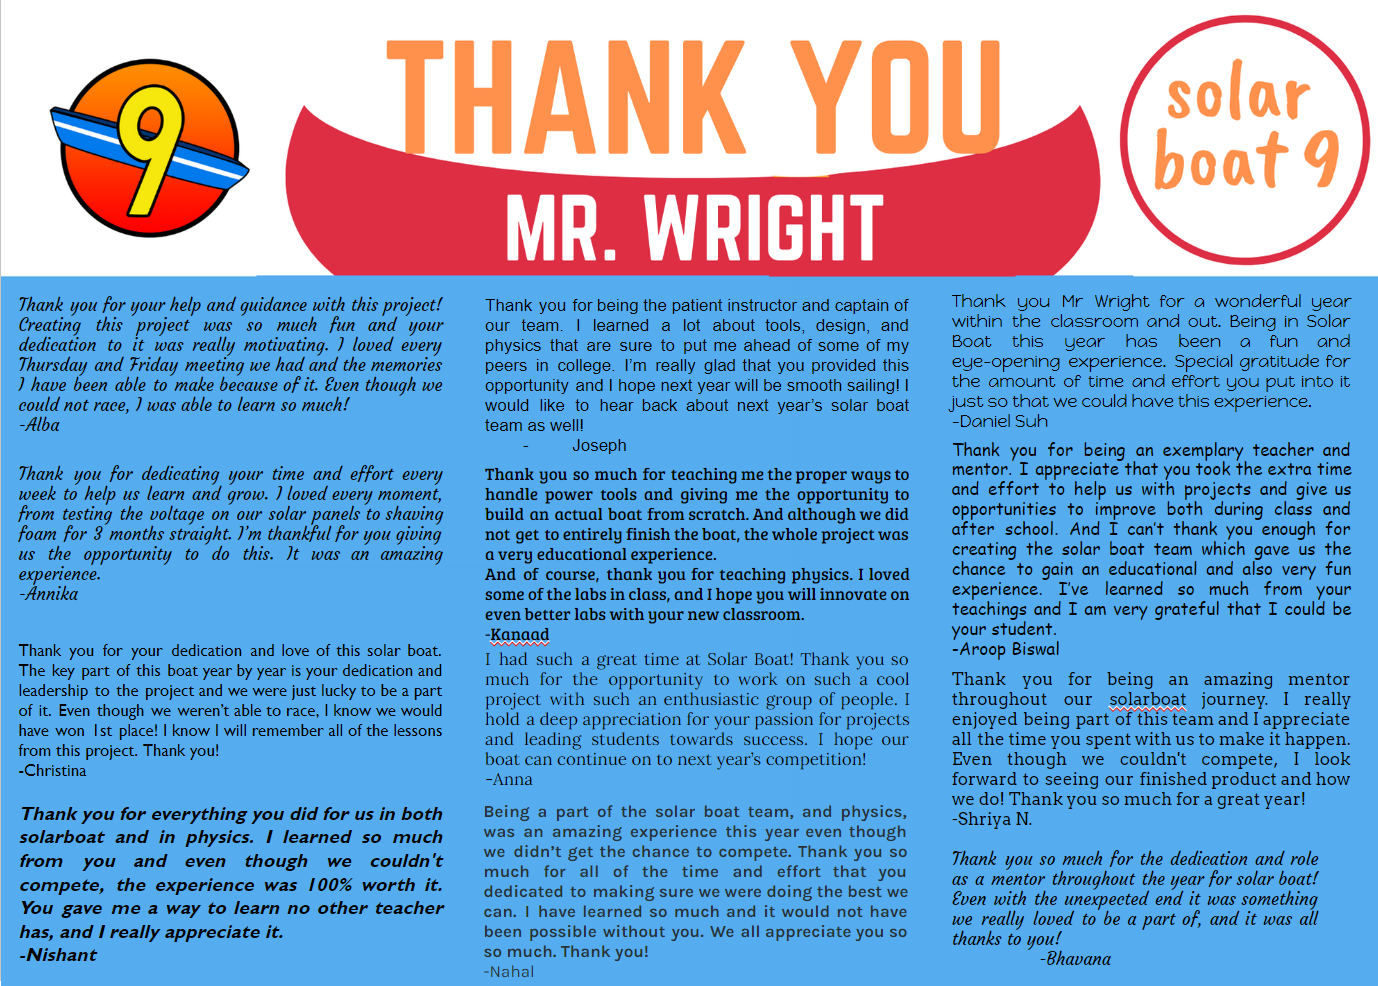 9
THANK YOU
MR. WRIGHT
solar
boat 9
Thank you for your help and guidance with this project!
Creating this project was so much fun and your
dedication to it was really motivating. I loved every
Thursday and Friday meeting we had and the memories
I have been able to make because of it. Even though we
could not race, I was able to learn so much!
-Alba
Thank you for dedicating your time and effort every
week to help us learn and grow. I loved every moment,
from testing the voltage on our solar panels to shaving
foam for 3 months straight. I'm thankful for you giving
us the opportunity to do this. It was an amazing
experience.
-Annika
Thank you for your dedication and love of this solar boat.
The key part of this boat year by year is your dedication and
leadership to the project and we were just lucky to be a part
of it. Even though we weren't able to race, I know we would
have won 1st place! I know I will remember all of the lessons
from this project. Thank you!
-Christina
Thank you for everything you did for us in both
solarboat and in physics. I learned so much
from you and even though we couldn't
compete, the experience was 100% worth it.
You gave me a way to learn no other teacher
has, and I really appreciate it.
-Nishant
Thank you for being the patient instructor and captain of
our team. I learned a lot about tools, design, and
physics that are sure to put me ahead of some of my
peers in college. I'm really glad that you provided this
opportunity and I hope next year will be smooth sailing! I
would like to hear back about next year's solar boat
team as well!
- Joseph
Thank you so much for teaching me the proper ways to
handle power tools and giving me the opportunity to
build an actual boat from scratch. And although we did
not get to entirely finish the boat, the whole project was
a very educational experience.
And of course, thank you for teaching physics. I loved
some of the labs in class, and I hope you will innovate on
even better labs with your new classroom.
-Kanaad
I had such a great time at Solar Boat! Thank you so
much for the opportunity to work on such a cool
project with such an enthusiastic group of people. I
hold a deep appreciation for your passion for projects
and leading students towards success. I hope our
boat can continue on to next year's competition!
-Anna
Being a part of the solar boat team, and physics,
was an amazing experience this year even though
we didn't get the chance to compete. Thank you so
much for all of the time and effort that you
dedicated to making sure we were doing the best we
can. I have learned so much and it would not have
been possible without you. We all appreciate you so
so much. Thank you!
-Nahal
Thank you Mr Wright for a wonderful year
within the classroom and out. Being in Solar
Boat this year has been a fun and
eye-opening experience. Special gratitude for
the amount of time and effort you put into it
just so that we could have this experience.
-Daniel Suh
Thank you for being an exemplary teacher and
mentor. I appreciate that you took the extra time
and effort to help us with projects and give us
opportunities to improve both during class and
after school. And I can't thank you enough for
creating the solar boat team which gave us the
chance to gain an educational and also very fun
experience. I've learned so much from your
teachings and I am very grateful that I could be
your student.
-Aroop Biswal
Thank you for being an amazing mentor
throughout our solarboat journey. I really
enjoyed being part of this team and I appreciate
all the time you spent with us to make it happen.
Even though we couldn't compete, I look
forward to seeing our finished product and how
we do! Thank you so much for a great year!
-Shriya N.
Thank you so much for the dedication and role
as a mentor throughout the year for solar boat!
Even with the unexpected end it was something
we really loved to be a part of, and it was all
thanks to you!
-Bhavana